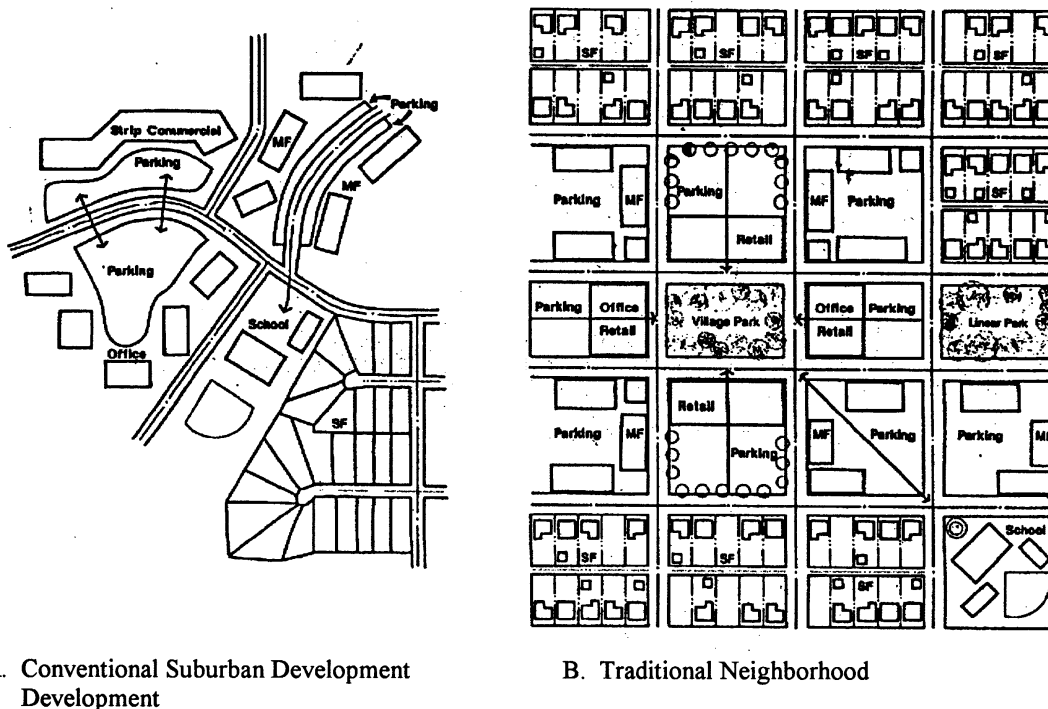 Strip Commercial
Parking
Parking
MF
MF
Parking
School
Office
SF
SF
SF
SF
SF
Parking
MF
Parking
Retail
MF
Parking
SF
Parking
Office
Retail
Village Park
Office
Parking
Retail
Linear Park
Parking
MF
Retail
Parking
MF
Parking
Parking
SF
SF
SF
School
. Conventional Suburban Development
Development
B. Traditional Neighborhood